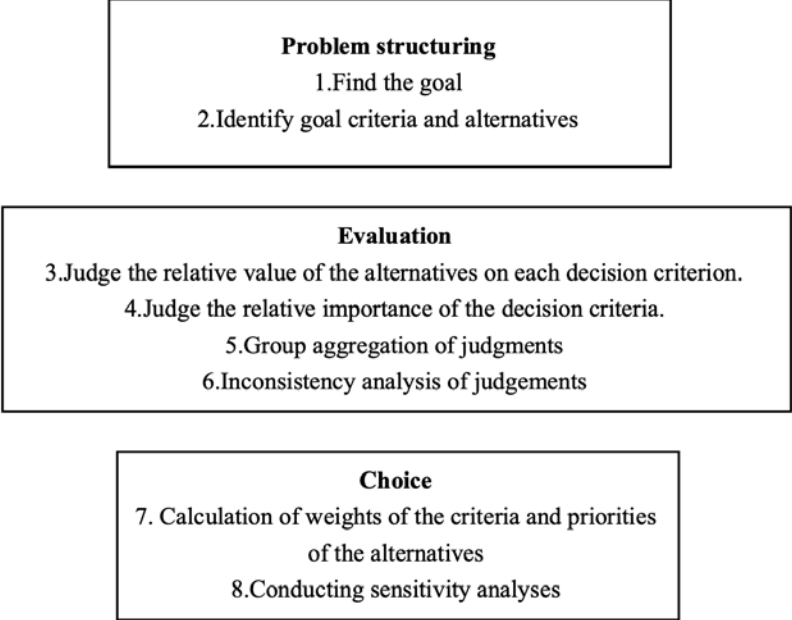 Problem structuring
1.Find the goal
2.Identify goal criteria and alternatives
Evaluation
3.Judge the relative value of the alternatives on each decision criterion.
4.Judge the relative importance of the decision criteria.
5.Group aggregation of judgments
6.Inconsistency analysis of judgements
Choice
7. Calculation of weights of the criteria and priorities
of the alternatives
8.Conducting sensitivity analyses